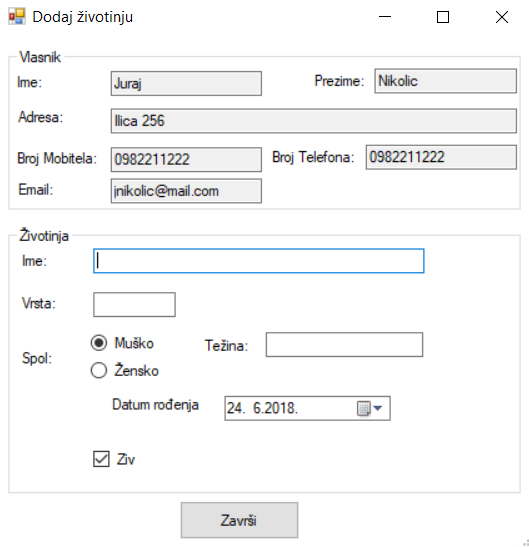 Dodaj životinju
Vlasnik
Ime: Juraj Prezime: Nikolic
Adresa: Ilica 256
Broj Mobitela: 0982211222 Broj Telefona: 0982211222
Email: jnikolic@mail.com
Životinja
Ime:
Vrsta:
Spol: Muško Težina:
Žensko
Datum rođenja 24. 6.2018.
Ziv
Završi